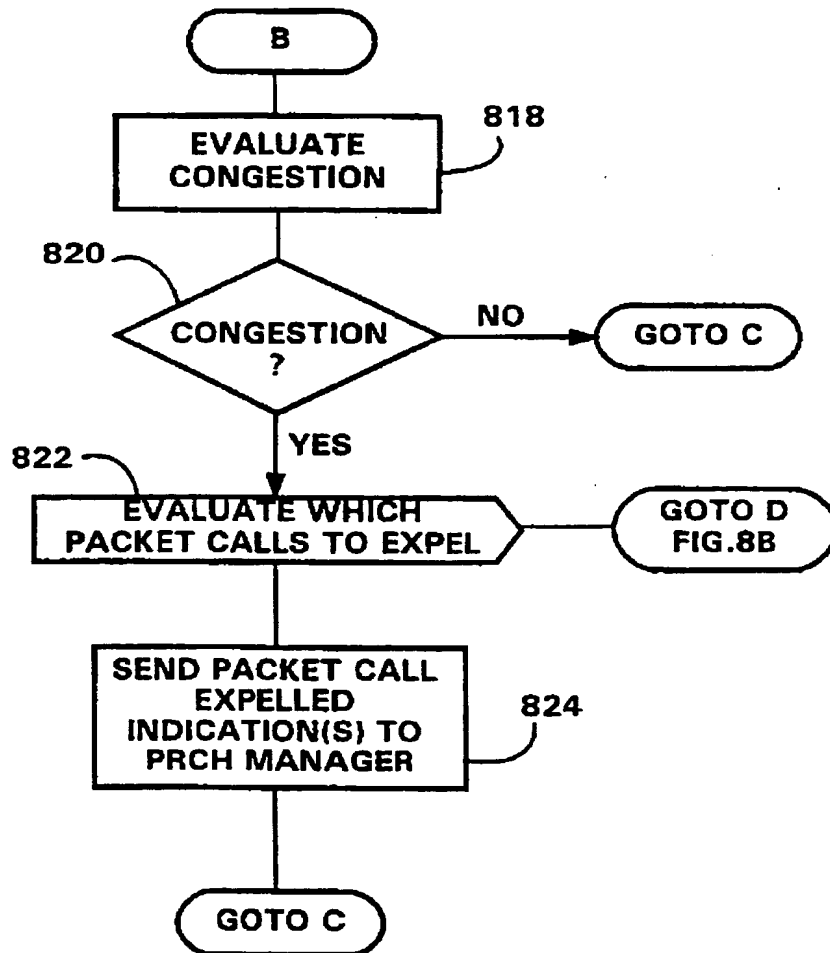 B
EVALUATE
CONGESTION
818
820
CONGESTION
?
NO
GOTO C
YES
822
EVALUATE WHICH
PACKET CALLS TO EXPEL
GOTO D
FIG.8B
SEND PACKET CALL
EXPELLED
INDICATION(S) TO
PRCH MANAGER
824
GOTO C